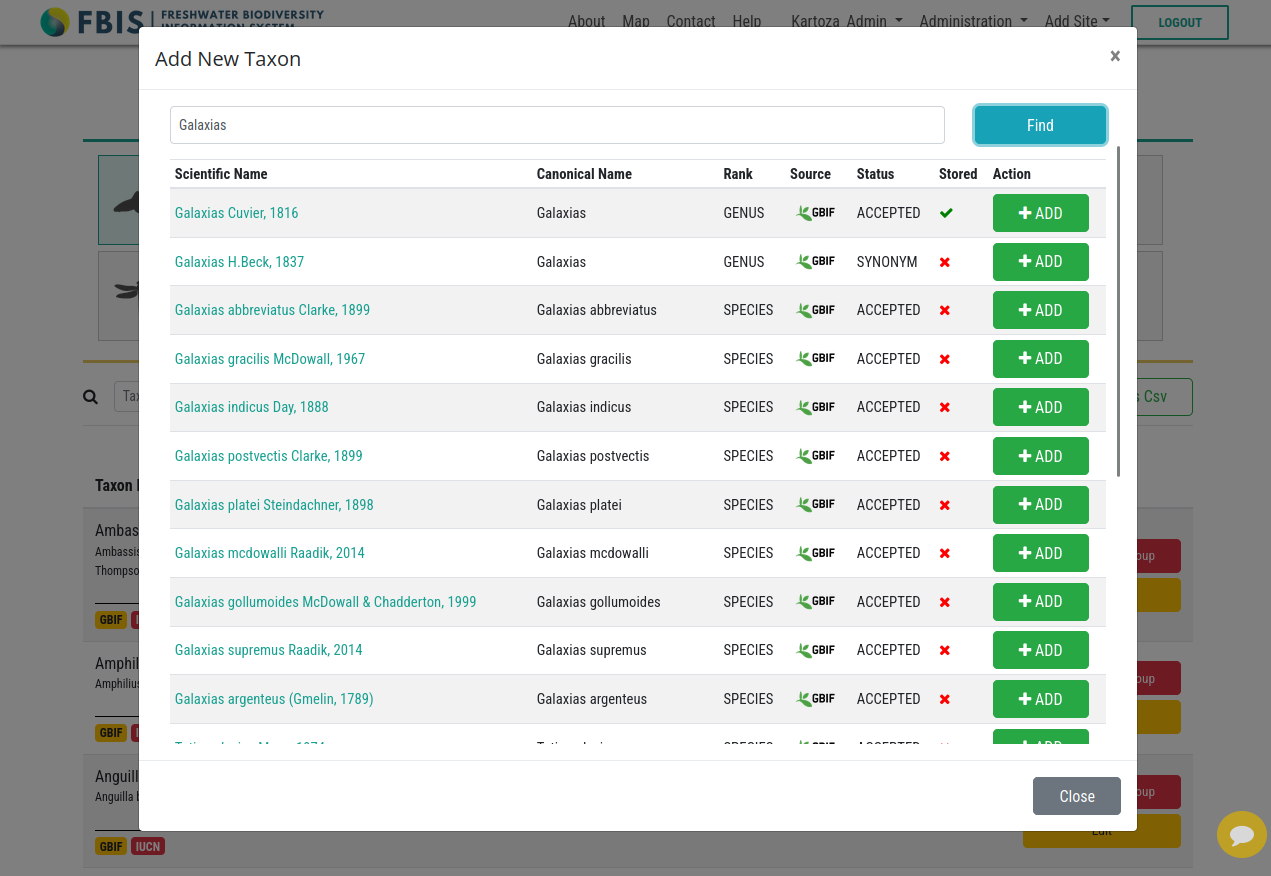 FBIS | FRESHWATER BIODIVERSITY
INFORMATION SYSTEM
About Map Contact Help Kartoza_Admin Administration Add Site LOGOUT
Add New Taxon ×
Galaxias Find
Scientific Name Canonical Name Rank Source Status Stored Action
Galaxias Cuvier, 1816 Galaxias GENUS GBIF ACCEPTED ADD
Galaxias H.Beck, 1837 Galaxias GENUS GBIF SYNONYM ADD
Galaxias abbreviatus Clarke, 1899 Galaxias abbreviatus SPECIES GBIF ACCEPTED ADD
Galaxias gracilis McDowall, 1967 Galaxias gracilis SPECIES GBIF ACCEPTED ADD
Galaxias indicus Day, 1888 Galaxias indicus SPECIES GBIF ACCEPTED ADD
Galaxias postvectis Clarke, 1899 Galaxias postvectis SPECIES GBIF ACCEPTED ADD
Galaxias platei Steindachner, 1898 Galaxias platei SPECIES GBIF ACCEPTED ADD
Galaxias mcdowalli Raadik, 2014 Galaxias mcdowalli SPECIES GBIF ACCEPTED ADD
Galaxias gollumoides McDowall & Chadderton, 1999 Galaxias gollumoides SPECIES GBIF ACCEPTED ADD
Galaxias supremus Raadik, 2014 Galaxias supremus SPECIES GBIF ACCEPTED ADD
Galaxias argenteus (Gmelin, 1789) Galaxias argenteus SPECIES GBIF ACCEPTED ADD
SPECIES GBIF ACCEPTED ADD
Close
Tax
s Csv
Taxon
Ambas
Ambassis
Thompso
GBIF
oup
Amphil
Amphilius
GBIF
oup
Anguill
Anguilla b
GBIF IUCN
oup
Edit